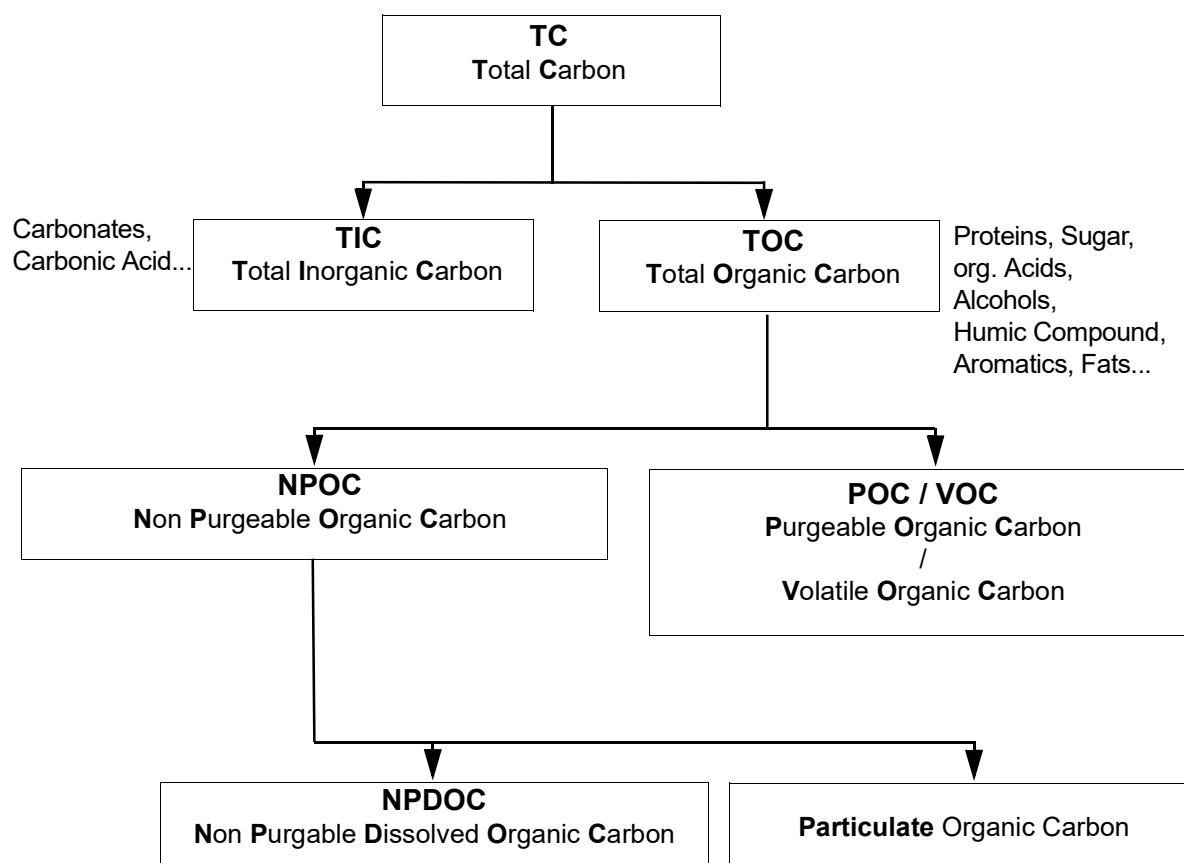 TC
Total Carbon
Carbonates,
Carbonic Acid...
TIC
Total Inorganic Carbon
TOC
Total Organic Carbon
Proteins, Sugar,
org. Acids,
Alcohols,
Humic Compound,
Aromatics, Fats...
NPOC
Non Purgeable Organic Carbon
POC / VOC
Purgeable Organic Carbon
/
Volatile Organic Carbon
NPDOC
Non Purgable Dissolved Organic Carbon
Particulate Organic Carbon